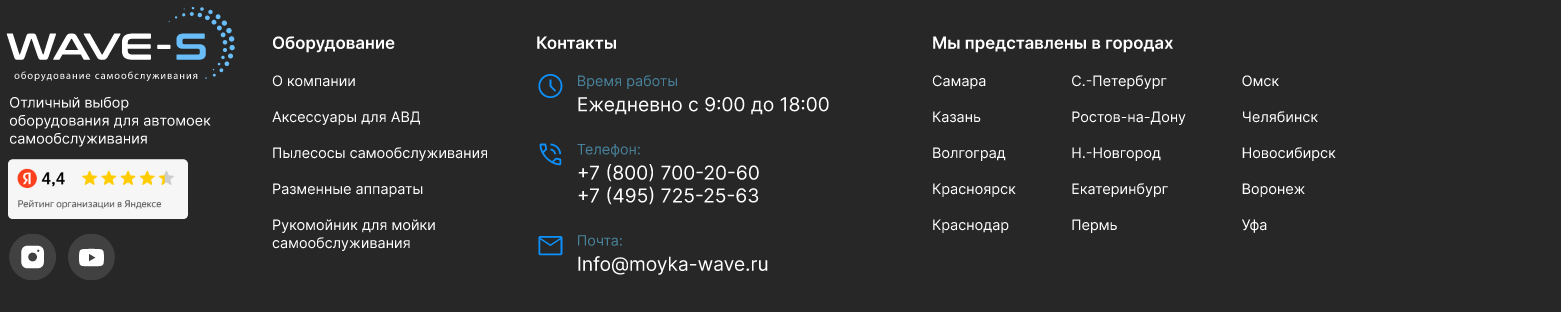 WAVE-S
оборудование самообслуживания
Отличный выбор
оборудования для автомоек
самообслуживания
Я 4,4
Рейтинг организации в Яндексе
Оборудование
О компании
Аксессуары для АВД
Пылесосы самообслуживания
Разменные аппараты
Рукомойник для мойки
самообслуживания
Контакты
Время работы
Ежедневно с 9:00 до 18:00
Телефон:
+7 (800) 700-20-60
+7 (495) 725-25-63
Почта:
Info@moyka-wave.ru
Мы представлены в городах
Самара
Казань
Волгоград
Красноярск
Краснодар
С.-Петербург
Ростов-на-Дону
Н.-Новгород
Екатеринбург
Пермь
Омск
Челябинск
Новосибирск
Воронеж
Уфа